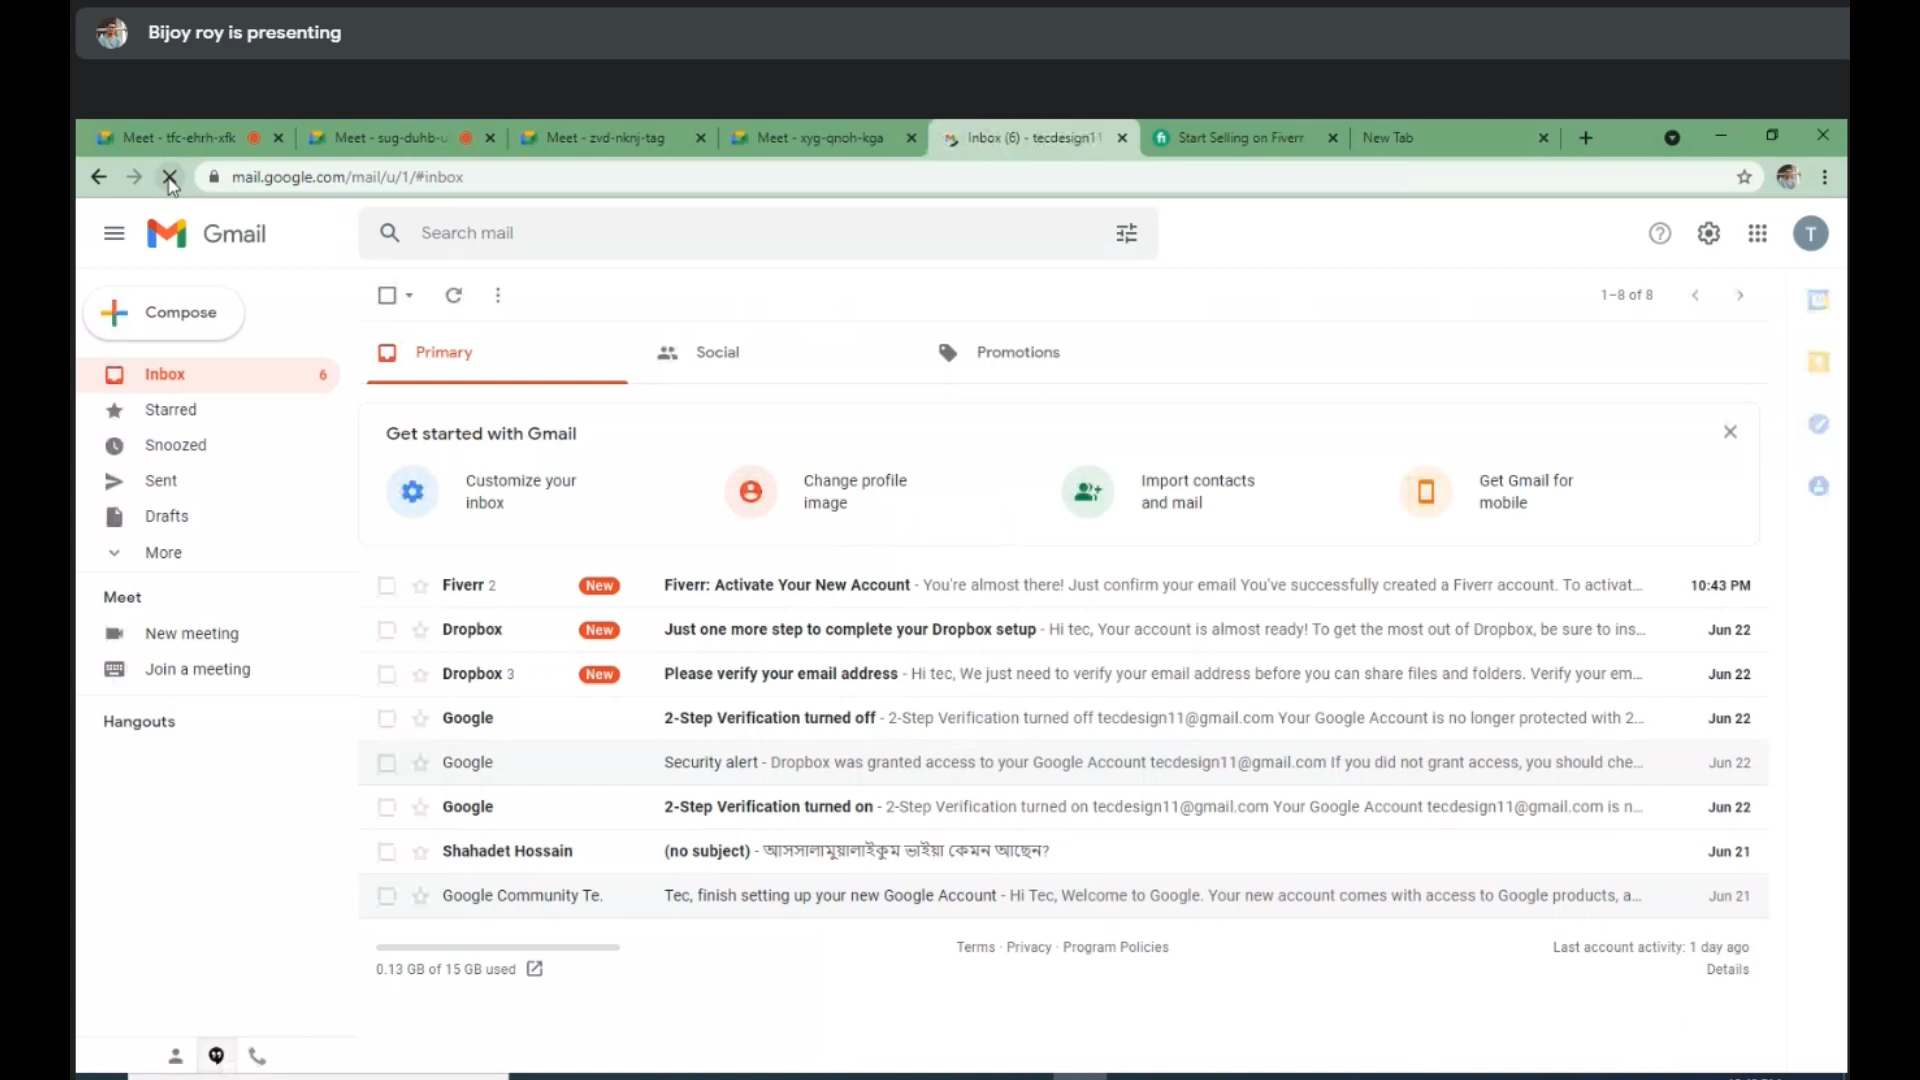 Bijoy roy is presenting
Meet - tfc-ehrh-xfk
Meet - sug-duhb-u
Meet - zvd-nknj-tag
Meet - xyg-qnoh-kga
Inbox (6) - tecdesign11
Start Selling on Fiverr
New Tab
mail.google.com/mail/u/1/#inbox
Gmail
Search mail
T
Compose
1–8 of 8
Primary
Social
Promotions
Inbox 6
Starred
Snoozed
Sent
Drafts
More
Meet
New meeting
Join a meeting
Hangouts
Get started with Gmail
Customize your
inbox
Change profile
image
Import contacts
and mail
Get Gmail for
mobile
Fiverr 2 New Fiverr: Activate Your New Account - You're almost there! Just confirm your email You've successfully created a Fiverr account. To activat... 10:43 PM
Dropbox New Just one more step to complete your Dropbox setup - Hi tec, Your account is almost ready! To get the most out of Dropbox, be sure to ins... Jun 22
Dropbox 3 New Please verify your email address - Hi tec, We just need to verify your email address before you can share files and folders. Verify your em... Jun 22
Google 2-Step Verification turned off - 2-Step Verification turned off tecdesign11@gmail.com Your Google Account is no longer protected with 2... Jun 22
Google Security alert - Dropbox was granted access to your Google Account tecdesign11@gmail.com If you did not grant access, you should che... Jun 22
Google 2-Step Verification turned on - 2-Step Verification turned on tecdesign11@gmail.com Your Google Account tecdesign11@gmail.com is n... Jun 22
Shahadet Hossain (no subject) - আসসালামুয়ালাইকুম ভাইয়া কেমন আছেন? Jun 21
Google Community Te. Tec, finish setting up your new Google Account - Hi Tec, Welcome to Google. Your new account comes with access to Google products, a... Jun 21
0.13 GB of 15 GB used
Terms · Privacy · Program Policies
Last account activity: 1 day ago
Details